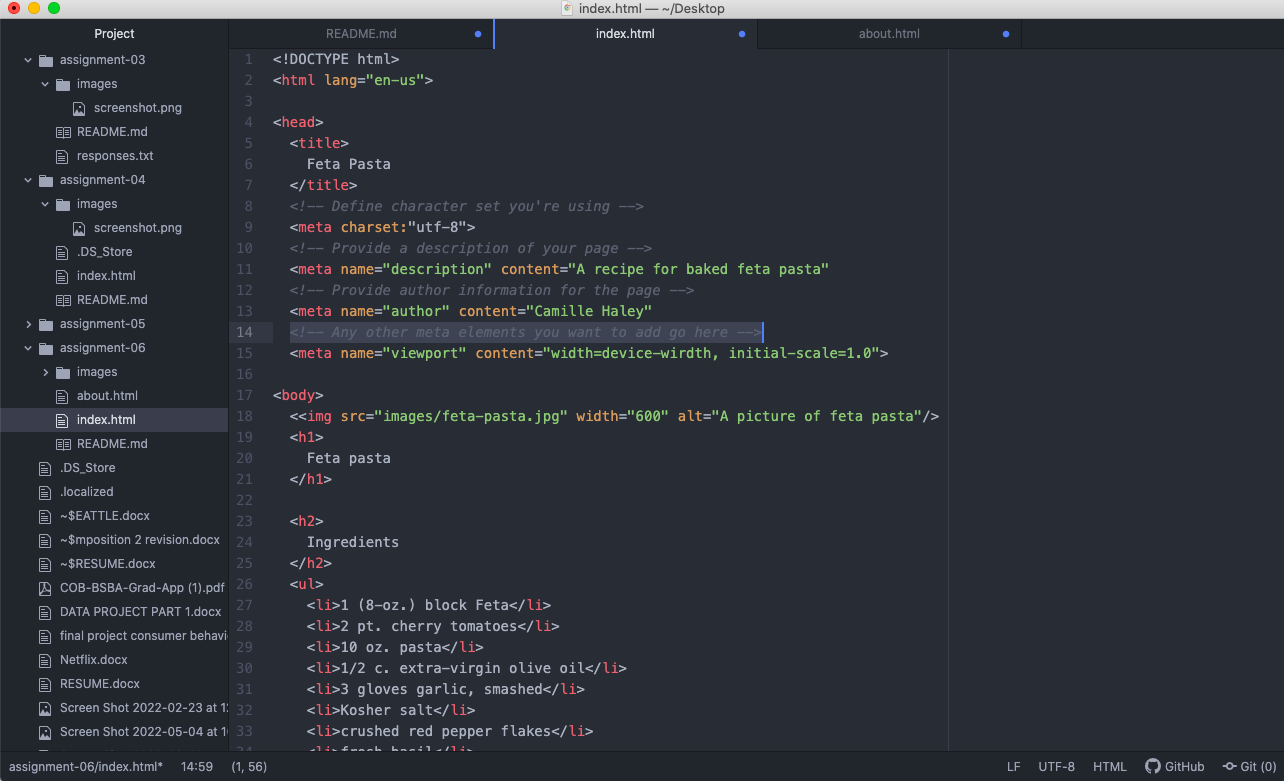 index.html — ~/Desktop
Project
README.md
index.html
about.html
assignment-03
images
screenshot.png
README.md
responses.txt
assignment-04
images
screenshot.png
.DS_Store
index.html
README.md
assignment-05
assignment-06
images
about.html
index.html
README.md
.DS_Store
.localized
~$EATTLE.docx
~$mposition 2 revision.docx
~$RESUME.docx
COB-BSBA-Grad-App (1).pdf
DATA PROJECT PART 1.docx
final project consumer behavi
Netflix.docx
RESUME.docx
Screen Shot 2022-02-23 at 12
Screen Shot 2022-05-04 at 1
1 <!DOCTYPE html>
2 <html lang="en-us">
3
4 <head>
5 <title>
6 Feta Pasta
7 </title>
8 <!-- Define character set you're using -->
9 <meta charset:"utf-8">
10 <!-- Provide a description of your page -->
11 <meta name="description" content="A recipe for baked feta pasta"
12 <!-- Provide author information for the page -->
13 <meta name="author" content="Camille Haley"
14 <!-- Any other meta elements you want to add go here -->
15 <meta name="viewport" content="width=device-wirdth, initial-scale=1.0">
16
17 <body>
18 <<img src="images/feta-pasta.jpg" width="600" alt="A picture of feta pasta"/>
19 <h1>
20 Feta pasta
21 </h1>
22
23 <h2>
24 Ingredients
25 </h2>
26 <ul>
27 <li>1 (8-oz.) block Feta</li>
28 <li>2 pt. cherry tomatoes</li>
29 <li>10 oz. pasta</li>
30 <li>1/2 c. extra-virgin olive oil</li>
31 <li>3 gloves garlic, smashed</li>
32 <li>Kosher salt</li>
33 <li>crushed red pepper flakes</li>
34 <li>fresh basil</li>
assignment-06/index.html* 14:59 (1, 56) LF UTF-8 HTML GitHub Git (0)